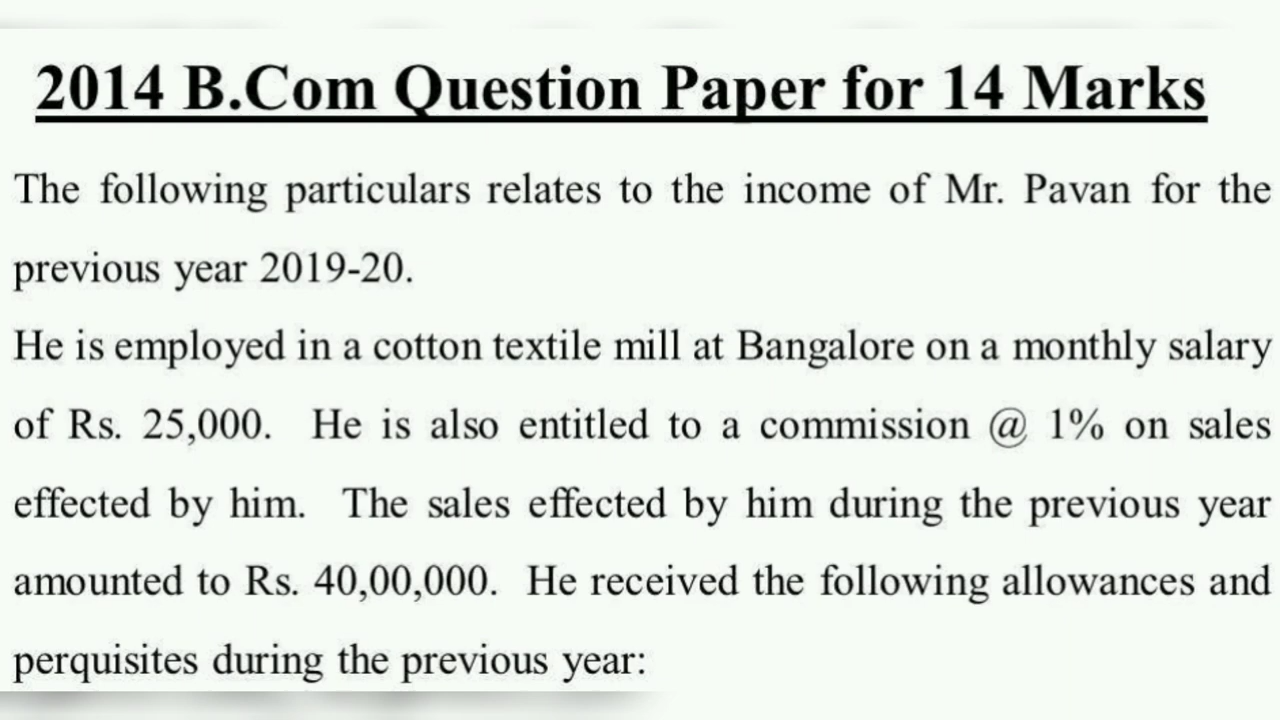 2014 B.Com Question Paper for 14 Marks
The following particulars relates to the income of Mr. Pavan for the
previous year 2019-20.
He is employed in a cotton textile mill at Bangalore on a monthly salary
of Rs. 25,000. He is also entitled to a commission @ 1% on sales
effected by him. The sales effected by him during the previous year
amounted to Rs. 40,00,000. He received the following allowances and
perquisites during the previous year: